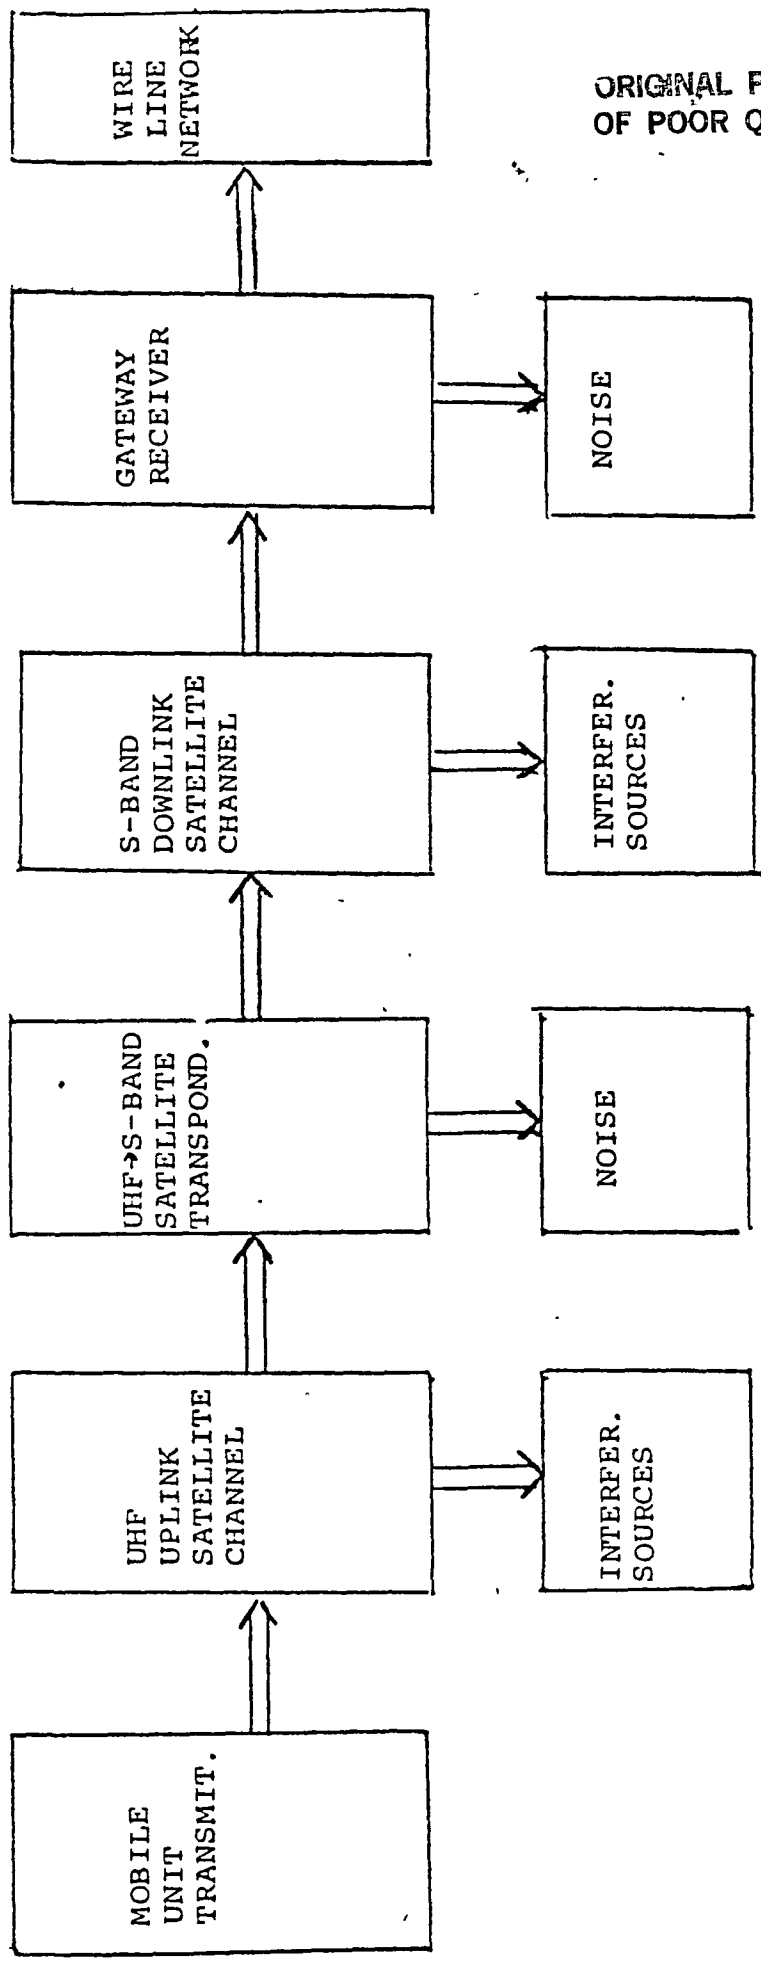 MOBILE
UNIT
TRANSMIT.
UHF
UPLINK
SATELLITE
CHANNEL
UHF→S-BAND
SATELLITE
TRANSPOND.
S-BAND
DOWNLINK
SATELLITE
CHANNEL
GATEWAY
RECEIVER
WIRE
LINE
NETWORK
INTERFER.
SOURCES
NOISE
INTERFER.
SOURCES
NOISE
ORIGINAL P
OF POOR Q